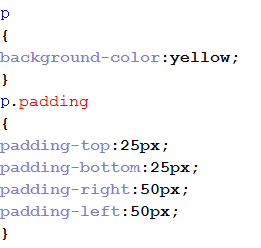 p
{
background-color:yellow;
}
p.padding
{
padding-top:25px;
padding-bottom:25px;
padding-right:50px;
padding-left:50px;
}